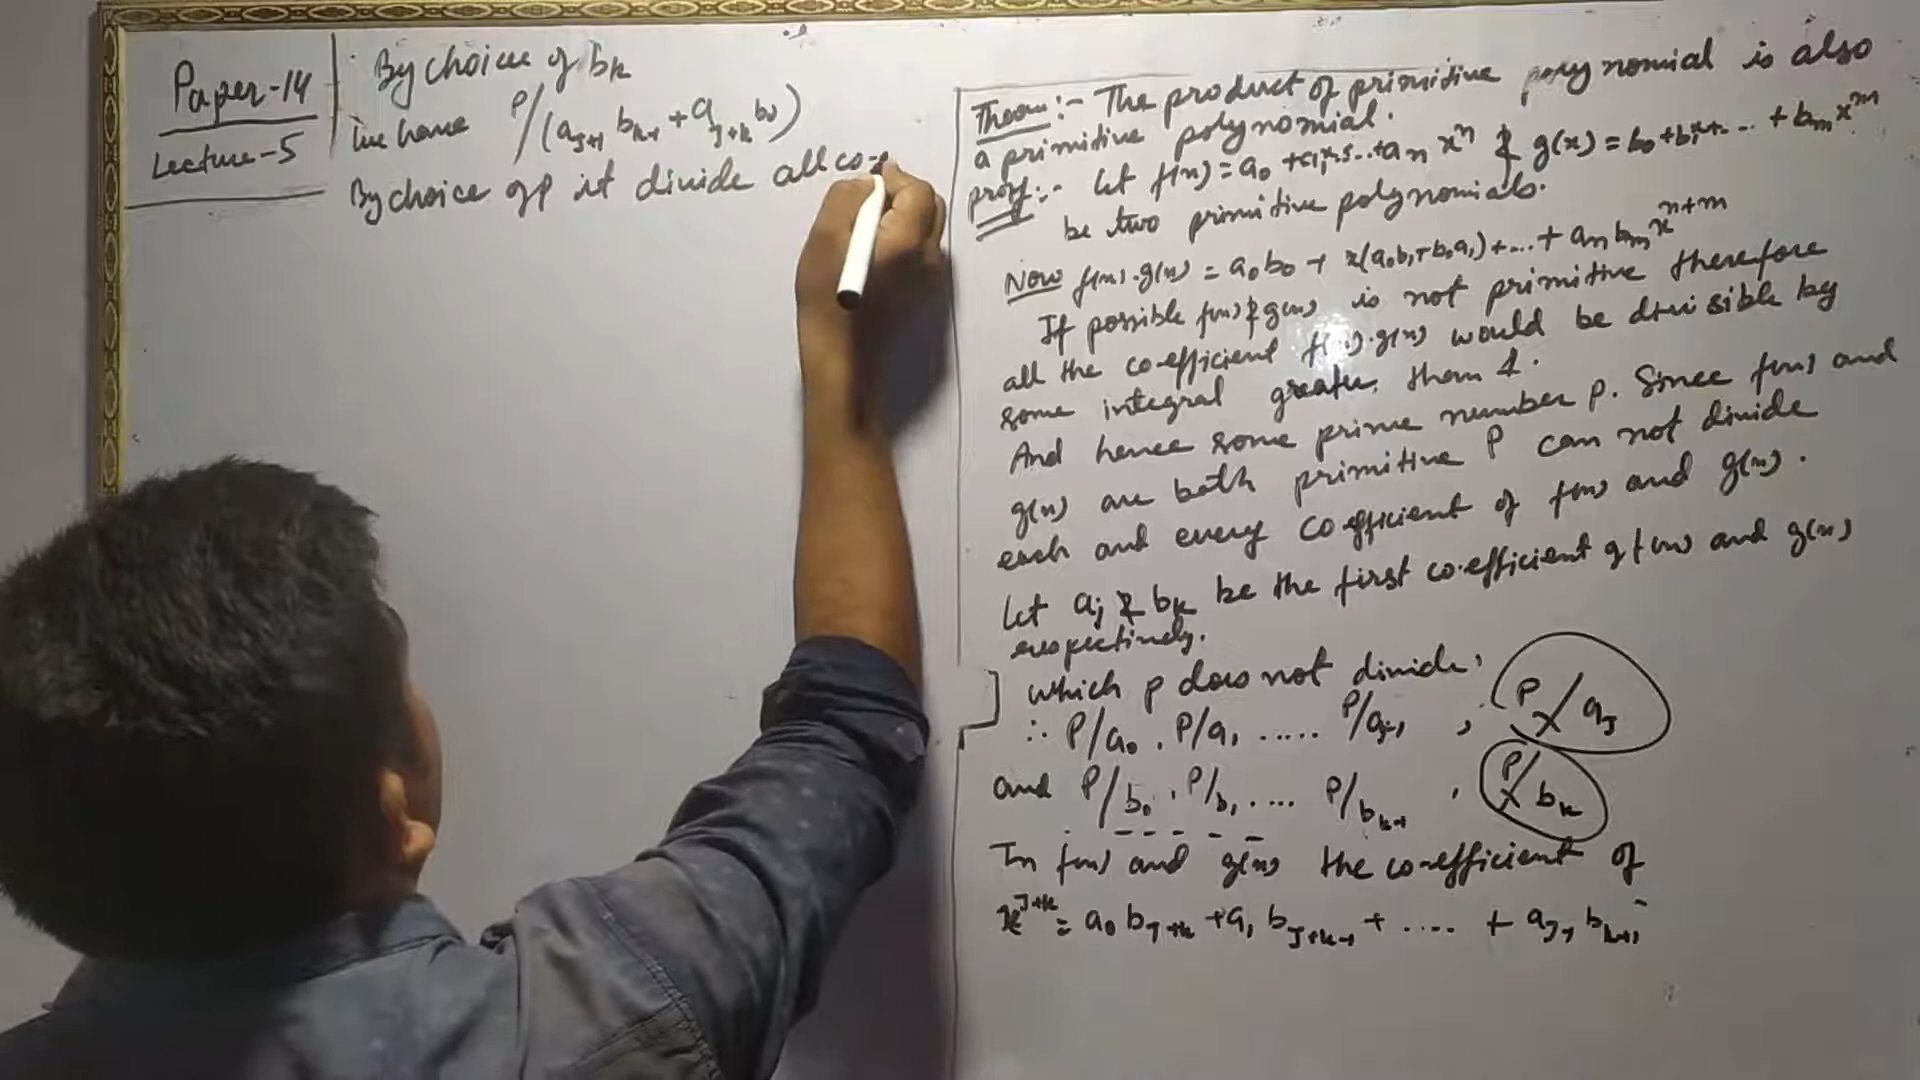 Paper-14
Lecture-5
By choice of bk
We have P/(aJ+1 bk-1 + aJ+k b0)
By choice of P it divide all co-e
Theorem:- The product of primitive polynomial is also
a primitive polynomial.
proof:- let f(x) = a0 + a1x+...+an x^n & g(x) = b0+b1x+...+bm x^m
be two primitive polynomials.
Now f(x).g(x) = a0b0 + x(a0b1+b0a1)+...+ an bm x^n+m
If possible f(x) & g(x) is not primitive therefore
all the co-efficient f(x).g(x) would be divisible by
some integral greater than 1.
And hence some prime number P. Since f(x) and
g(x) are both primitive P can not divide
each and every coefficient of f(x) and g(x).
Let aj & bk be the first co-efficient of f(x) and g(x)
respectively.
which p does not divide.
∴ P/a0 . P/a1 ..... P/aj-1 , P∤aJ
and P/b0 . P/b1 .... P/bk-1 , P∤bk
In f(x) and g(x) the co-efficient of
x^J+k = a0 bJ+k + a1 bJ+k-1 + .... + aJ-1 bk+1